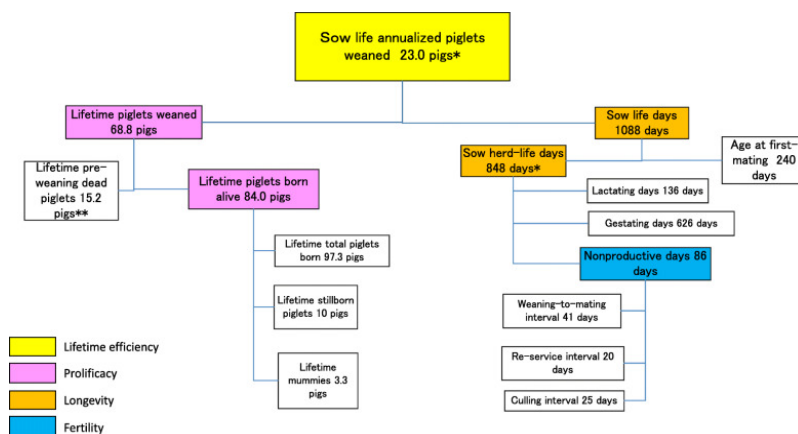 Sow life annualized piglets
weaned 23.0 pigs*
Lifetime piglets weaned
68.8 pigs
Sow life days
1088 days
Lifetime pre-
weaning dead
piglets 15.2
pigs**
Lifetime piglets born
alive 84.0 pigs
Sow herd-life days
848 days*
Age at first-
mating 240
days
Lactating days 136 days
Gestating days 626 days
Lifetime total piglets
born 97.3 pigs
Nonproductive days 86
days
Lifetime stillborn
piglets 10 pigs
Weaning-to-mating
interval 41 days
Lifetime
mummies 3.3
pigs
Re-service interval 20
days
Culling interval 25 days
Lifetime efficiency
Prolificacy
Longevity
Fertility